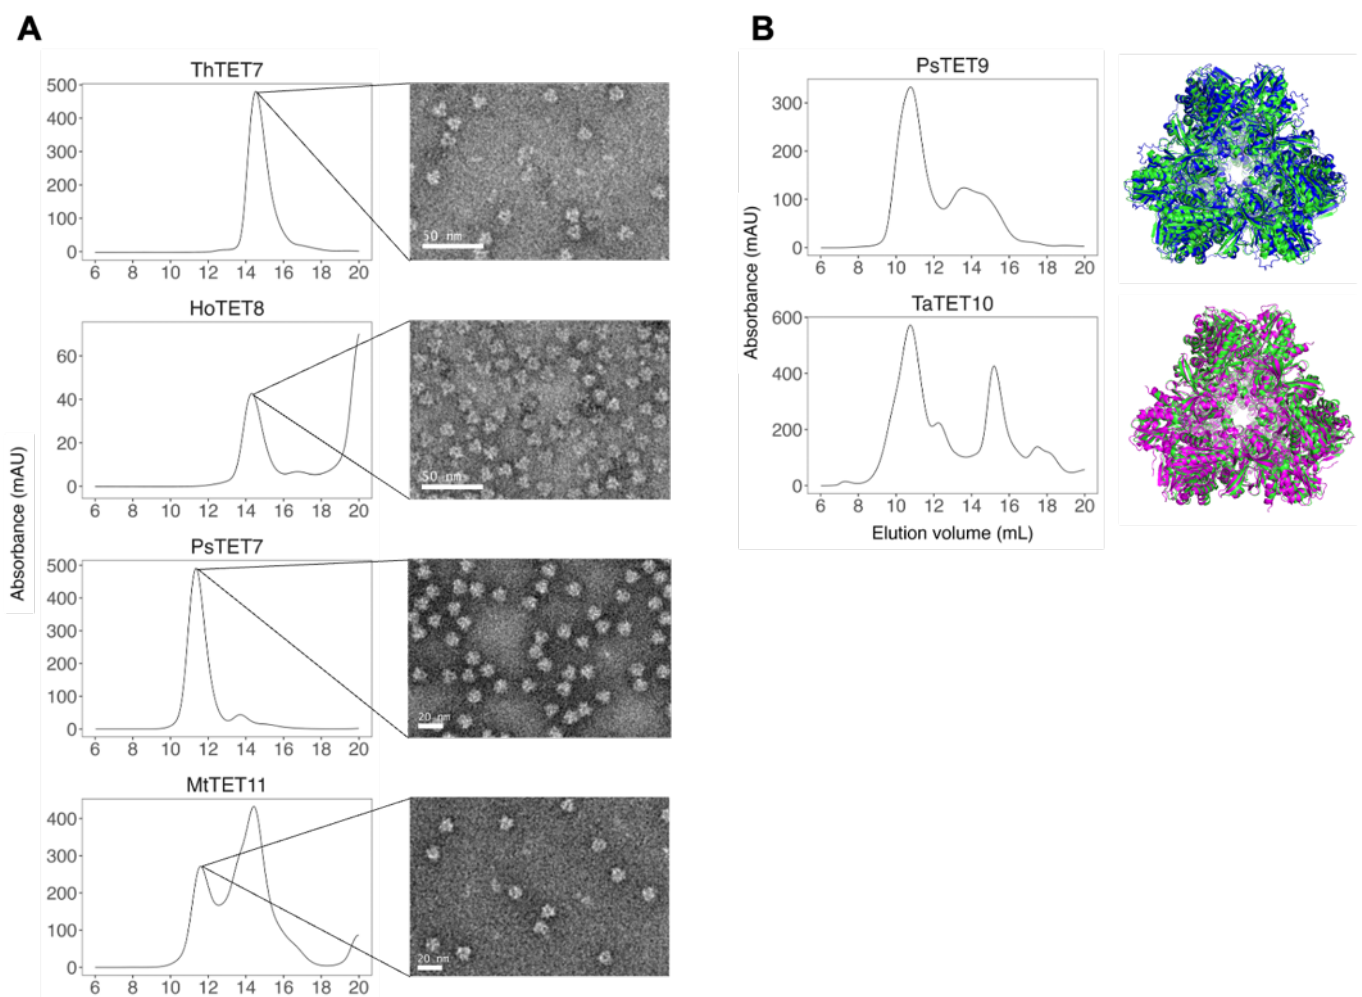 A
B
ThTET7
500
400
300
200
100
0
6 8 10 12 14 16 18 20
50 nm
HoTET8
60
40
20
0
6 8 10 12 14 16 18 20
50 nm
PsTET7
500
400
300
200
100
0
6 8 10 12 14 16 18 20
20 nm
MtTET11
400
300
200
100
0
6 8 10 12 14 16 18 20
20 nm
Absorbance (mAU)
PsTET9
300
200
100
0
6 8 10 12 14 16 18 20
TaTET10
600
400
200
0
6 8 10 12 14 16 18 20
Absorbance (mAU)
Elution volume (mL)